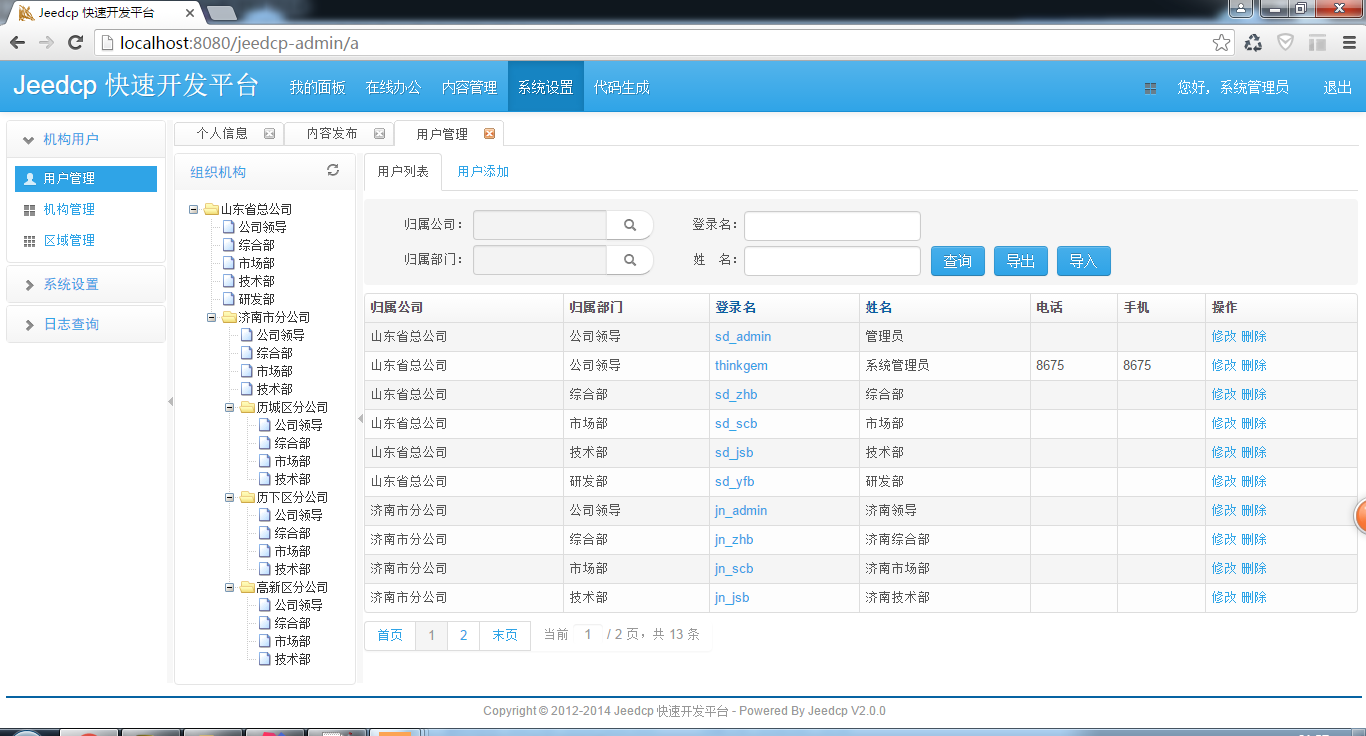 Jeedcp 快速开发平台
localhost:8080/jeedcp-admin/a
Jeedcp 快速开发平台 我的面板 在线办公 内容管理 系统设置 代码生成 您好，系统管理员 退出
机构用户
用户管理
机构管理
区域管理
系统设置
日志查询
个人信息 内容发布 用户管理
组织机构
山东省总公司
公司领导
综合部
市场部
技术部
研发部
济南市分公司
公司领导
综合部
市场部
技术部
历城区分公司
公司领导
综合部
市场部
技术部
历下区分公司
公司领导
综合部
市场部
技术部
高新区分公司
公司领导
综合部
市场部
技术部
用户列表 用户添加
归属公司： 登录名：
归属部门： 姓 名： 查询 导出 导入
归属公司 归属部门 登录名 姓名 电话 手机 操作
山东省总公司 公司领导 sd_admin 管理员 修改 删除
山东省总公司 公司领导 thinkgem 系统管理员 8675 8675 修改 删除
山东省总公司 综合部 sd_zhb 综合部 修改 删除
山东省总公司 市场部 sd_scb 市场部 修改 删除
山东省总公司 技术部 sd_jsb 技术部 修改 删除
山东省总公司 研发部 sd_yfb 研发部 修改 删除
济南市分公司 公司领导 jn_admin 济南领导 修改 删除
济南市分公司 综合部 jn_zhb 济南综合部 修改 删除
济南市分公司 市场部 jn_scb 济南市场部 修改 删除
济南市分公司 技术部 jn_jsb 济南技术部 修改 删除
首页 1 2 末页 当前 1 / 2 页，共 13 条
Copyright © 2012-2014 Jeedcp 快速开发平台 - Powered By Jeedcp V2.0.0